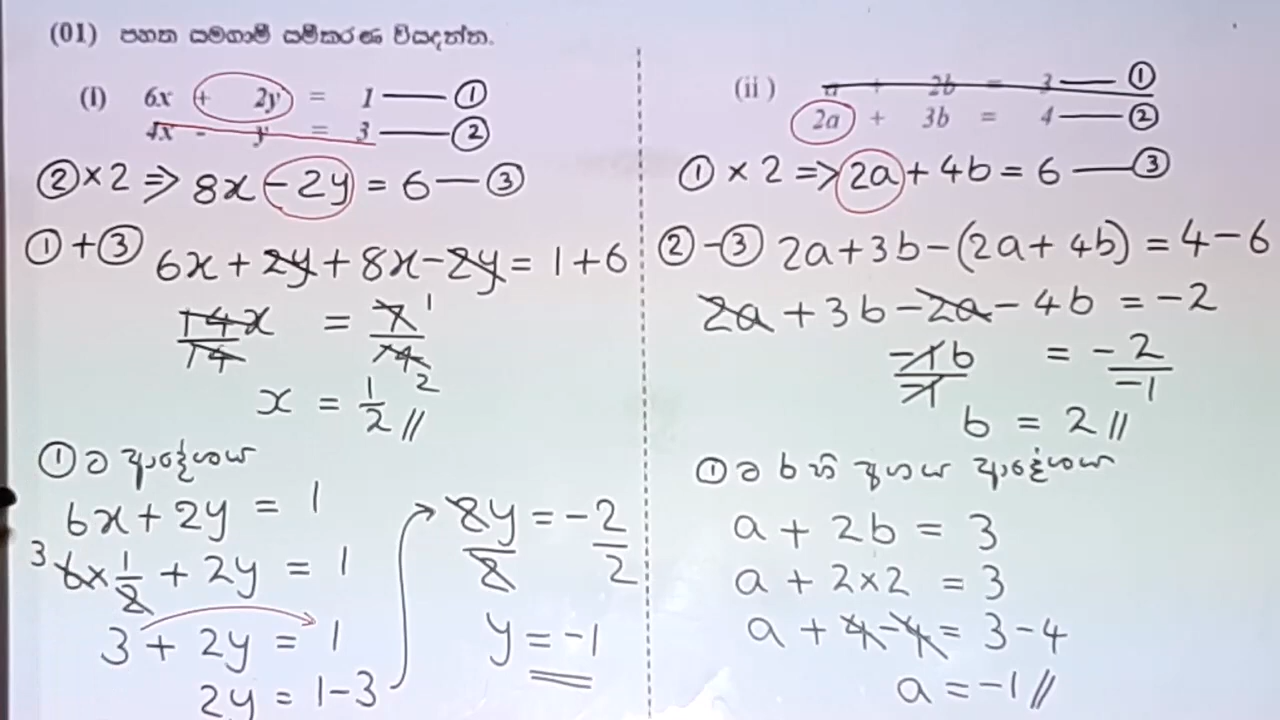 (01) පහත සමගාමී සමීකරණ විසඳන්න.
(i) 6x + 2y = 1 —— ①
4x - y = 3 —— ②
② × 2 ⇒ 8x - 2y = 6 — ③
① + ③ 6x + 2y + 8x - 2y = 1 + 6
14x/14 = 7/14 1/2
x = 1/2 //
① ට ආදේශය
6x + 2y = 1
3 6 × 1/2 + 2y = 1
3 + 2y = 1
2y = 1 - 3
2y/2 = -2/2
y = -1
(ii) a + 2b = 3 —— ①
2a + 3b = 4 —— ②
① × 2 ⇒ 2a + 4b = 6 —— ③
② - ③ 2a + 3b - (2a + 4b) = 4 - 6
2a + 3b - 2a - 4b = -2
-1b/-1 = -2/-1
b = 2 //
① ට b හි අගය ආදේශය
a + 2b = 3
a + 2×2 = 3
a + 4 - 4 = 3 - 4
a = -1 //